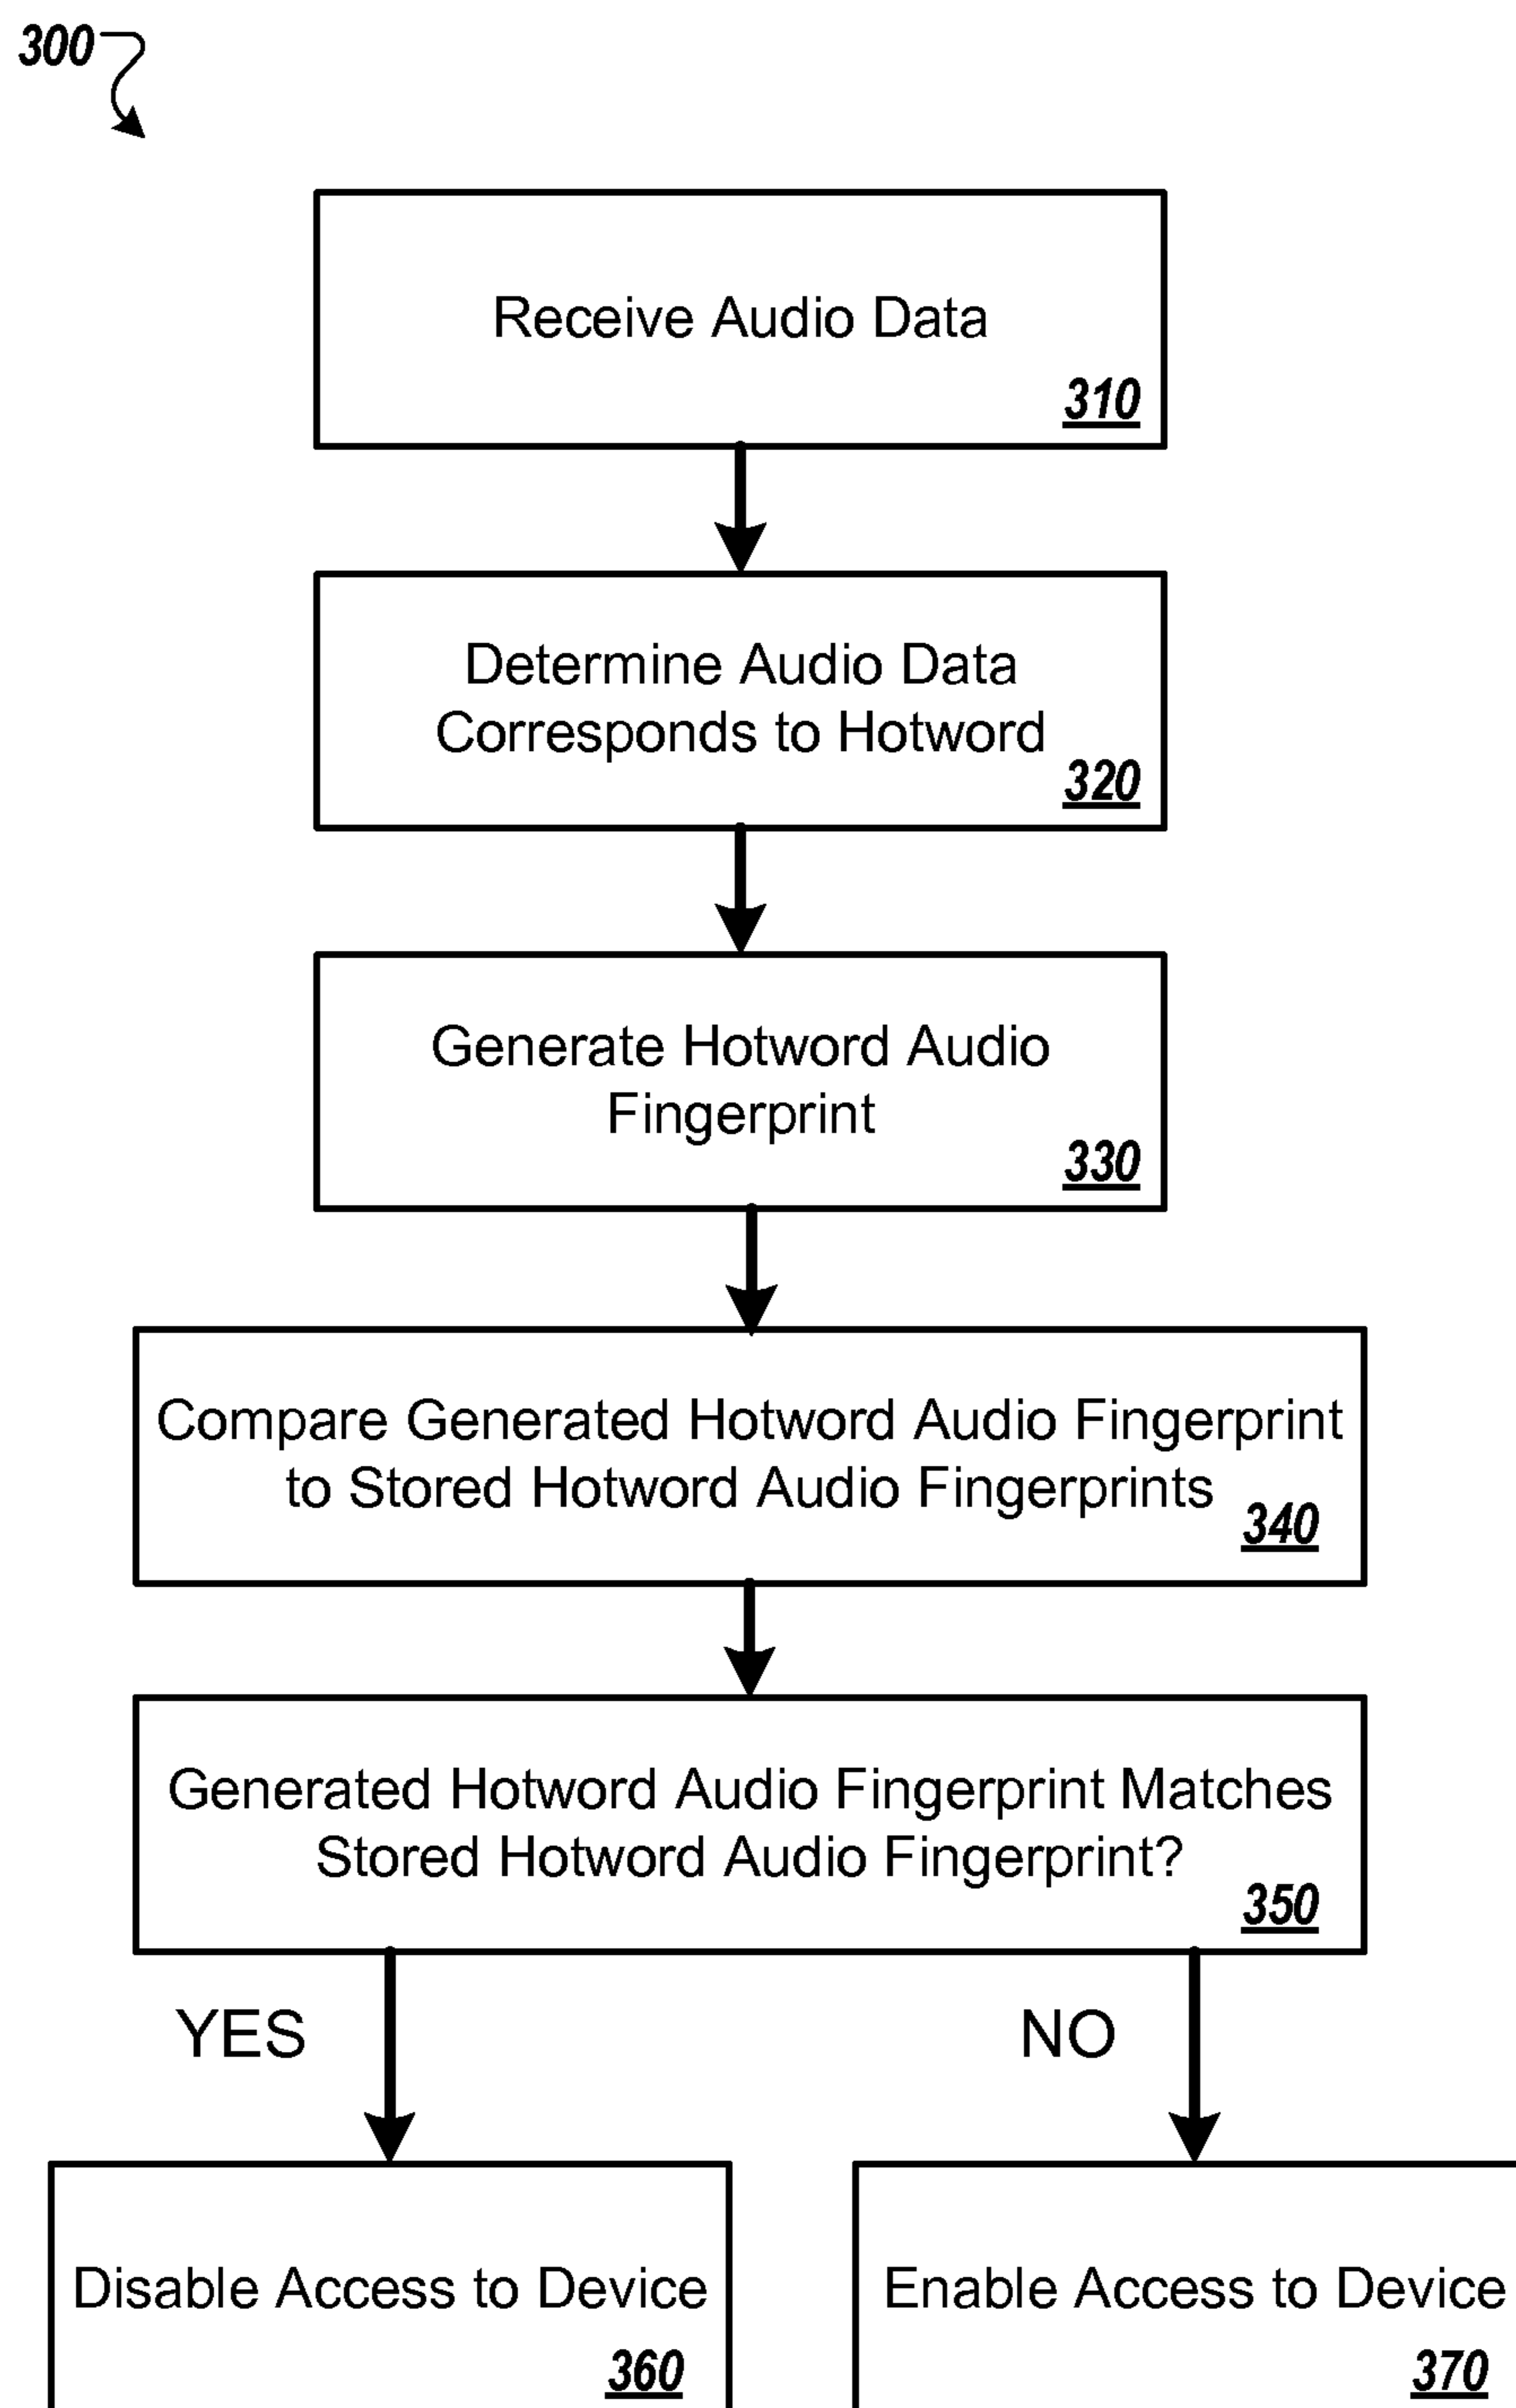 300
Receive Audio Data
310
Determine Audio Data
Corresponds to Hotword
320
Generate Hotword Audio
Fingerprint
330
Compare Generated Hotword Audio Fingerprint
to Stored Hotword Audio Fingerprints
340
Generated Hotword Audio Fingerprint Matches
Stored Hotword Audio Fingerprint?
350
YES
NO
Disable Access to Device
360
Enable Access to Device
370